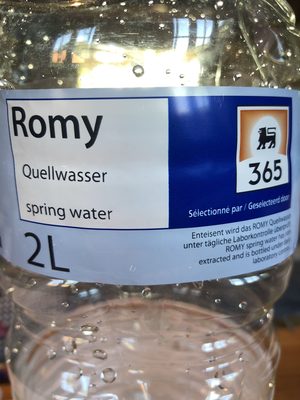 Romy
Quellwasser
spring water
2L
365
Sélectionné par / Geselecteerd door
Enteisent wird das ROMY Quellwasser
unter tägliche Laborkontrolle
ROMY spring water has
extracted and is bottled under
laboratory